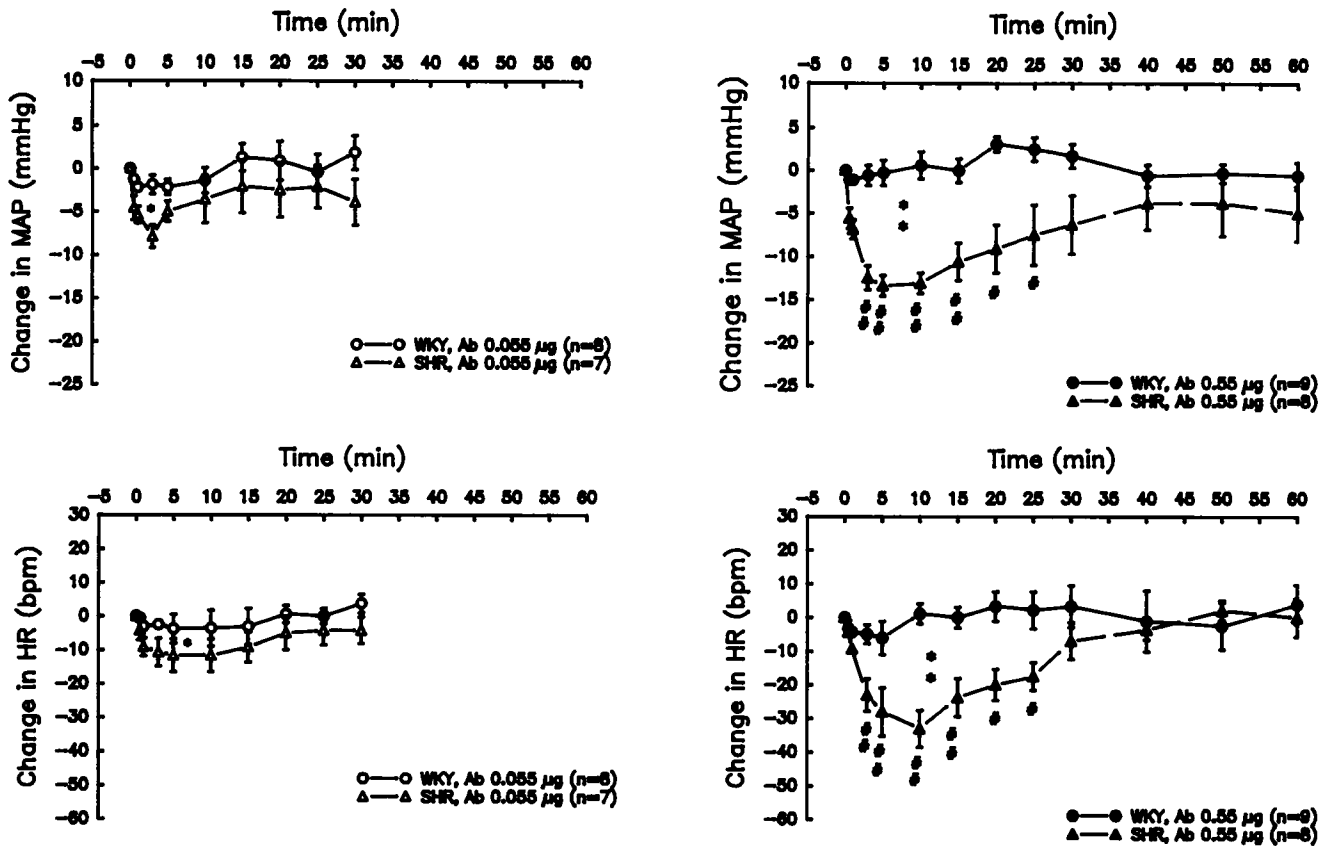 Time (min)
-5 0 5 10 15 20 25 30 35 40 45 50 55 60
Change in MAP (mmHg)
10
5
0
-5
-10
-15
-20
-25
*
WKY, Ab 0.055 µg (n=8)
SHR, Ab 0.055 µg (n=7)
Time (min)
-5 0 5 10 15 20 25 30 35 40 45 50 55 60
Change in MAP (mmHg)
10
5
0
-5
-10
-15
-20
-25
*
*
# # # # # #
# # # #
WKY, Ab 0.55 µg (n=9)
SHR, Ab 0.55 µg (n=8)
Time (min)
-5 0 5 10 15 20 25 30 35 40 45 50 55 60
Change in HR (bpm)
30
20
10
0
-10
-20
-30
-40
-50
-60
*
WKY, Ab 0.055 µg (n=8)
SHR, Ab 0.055 µg (n=7)
Time (min)
-5 0 5 10 15 20 25 30 35 40 45 50 55 60
Change in HR (bpm)
30
20
10
0
-10
-20
-30
-40
-50
-60
*
*
# # # # # #
# # # #
WKY, Ab 0.55 µg (n=9)
SHR, Ab 0.55 µg (n=8)